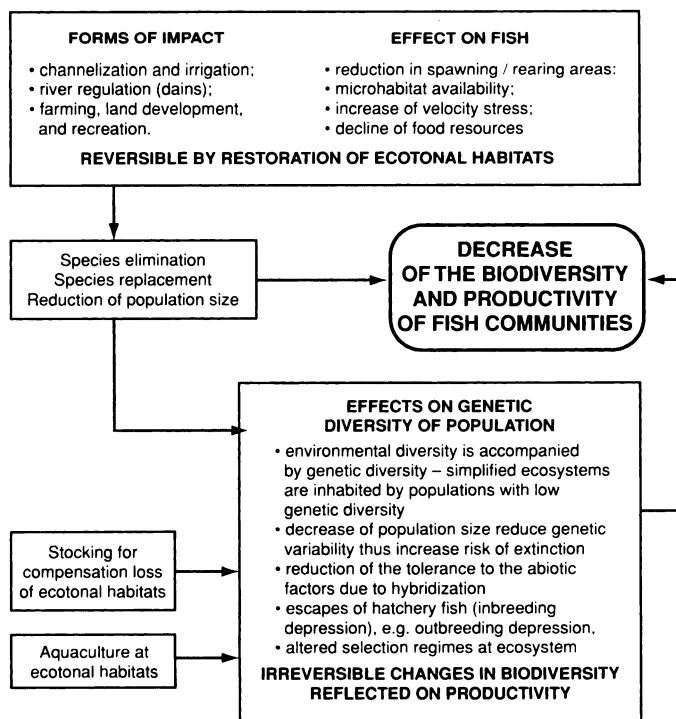 FORMS OF IMPACT
• channelization and irrigation;
• river regulation (dains);
• farming, land development,
and recreation.
EFFECT ON FISH
• reduction in spawning / rearing areas:
• microhabitat availability;
• increase of velocity stress;
• decline of food resources
REVERSIBLE BY RESTORATION OF ECOTONAL HABITATS
Species elimination
Species replacement
Reduction of population size
DECREASE
OF THE BIODIVERSITY
AND PRODUCTIVITY
OF FISH COMMUNITIES
EFFECTS ON GENETIC
DIVERSITY OF POPULATION
• environmental diversity is accompanied
by genetic diversity – simplified ecosystems
are inhabited by populations with low
genetic diversity
• decrease of population size reduce genetic
variability thus increase risk of extinction
• reduction of the tolerance to the abiotic
factors due to hybridization
• escapes of hatchery fish (inbreeding
depression), e.g. outbreeding depression,
• altered selection regimes at ecosystem
IRREVERSIBLE CHANGES IN BIODIVERSITY
REFLECTED ON PRODUCTIVITY
Stocking for
compensation loss
of ecotonal habitats
Aquaculture at
ecotonal habitats